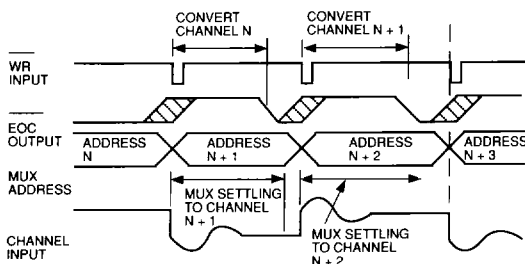 CONVERT
CHANNEL N
CONVERT
CHANNEL N + 1
WR
INPUT
EOC
OUTPUT
ADDRESS
N
ADDRESS
N + 1
ADDRESS
N + 2
ADDRESS
N + 3
MUX
ADDRESS
MUX SETTLING
TO CHANNEL
N + 1
MUX SETTLING
TO CHANNEL
N + 2
CHANNEL
INPUT